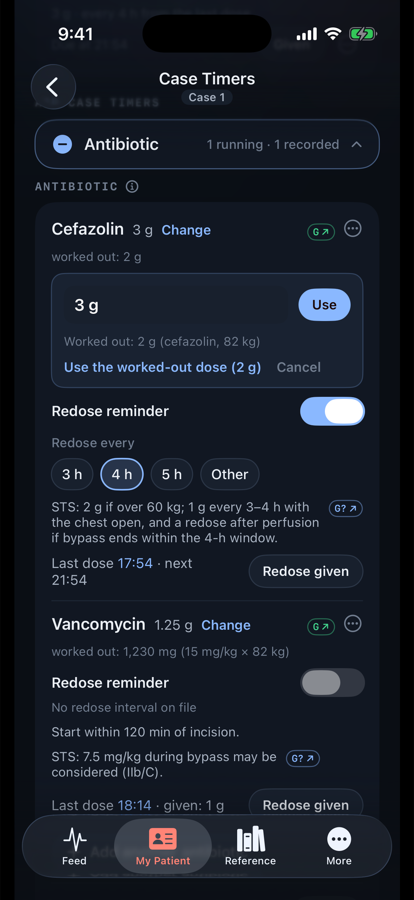 9:41
Case Timers
Case 1
CASE TIMERS
Antibiotic 1 running · 1 recorded
ANTIBIOTIC
Cefazolin 3 g Change G ↗
worked out: 2 g
3 g Use
Worked out: 2 g (cefazolin, 82 kg)
Use the worked-out dose (2 g) Cancel
Redose reminder
Redose every
3 h 4 h 5 h Other
STS: 2 g if over 60 kg; 1 g every 3–4 h with G? ↗
the chest open, and a redose after perfusion
if bypass ends within the 4-h window.
Last dose 17:54 · next
21:54
Redose given
Vancomycin 1.25 g Change G ↗
worked out: 1,230 mg (15 mg/kg × 82 kg)
Redose reminder
No redose interval on file
Start within 120 min of incision.
STS: 7.5 mg/kg during bypass may be G? ↗
considered (IIb/C).
Last dose 18:14 · given: 1 g Redose given
Feed My Patient Reference More